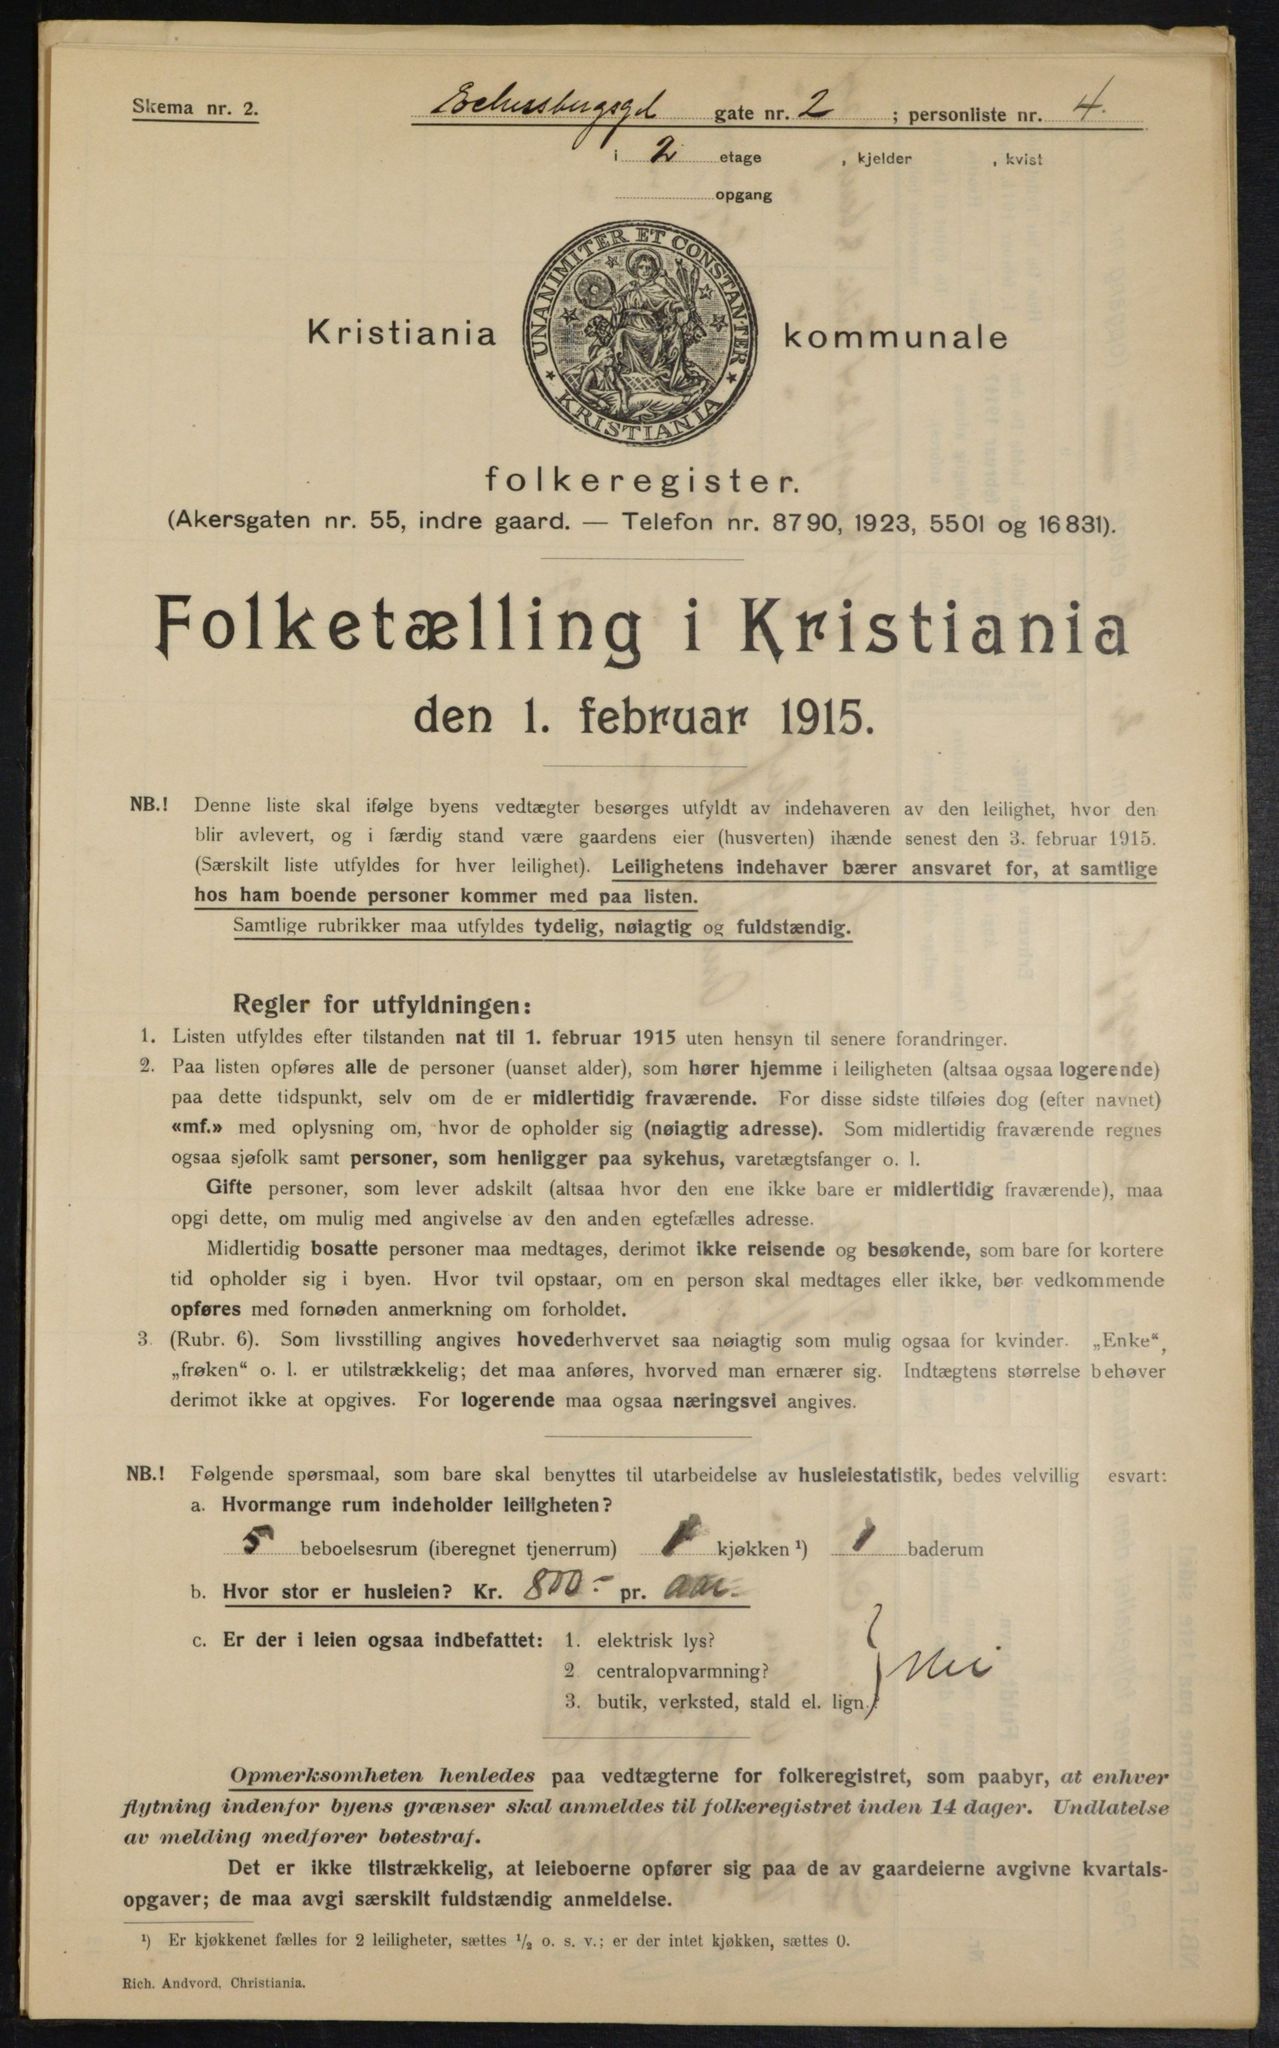 Skema nr. 2.
Eckersbergsgd gate nr. 2 ; personliste nr. 4.
i 2 etage , kjelder , kvist
opgang
UNANIMITER ET CONSTANTER
KRISTIANIA
Kristiania kommunale
folkeregister.
(Akersgaten nr. 55, indre gaard. — Telefon nr. 8790, 1923, 5501 og 16831).
Folketælling i Kristiania
den 1. februar 1915.
NB.! Denne liste skal ifølge byens vedtægter besørges utfyldt av indehaveren av den leilighet, hvor den
blir avlevert, og i færdig stand være gaardens eier (husverten) ihænde senest den 3. februar 1915.
(Særskilt liste utfyldes for hver leilighet). Leilighetens indehaver bærer ansvaret for, at samtlige
hos ham boende personer kommer med paa listen.
Samtlige rubrikker maa utfyldes tydelig, nøiagtig og fuldstændig.
Regler for utfyldningen:
1. Listen utfyldes efter tilstanden nat til 1. februar 1915 uten hensyn til senere forandringer.
2. Paa listen opføres alle de personer (uanset alder), som hører hjemme i leiligheten (altsaa ogsaa logerende)
paa dette tidspunkt, selv om de er midlertidig fraværende. For disse sidste tilføies dog (efter navnet)
«mf.» med oplysning om, hvor de opholder sig (nøiagtig adresse). Som midlertidig fraværende regnes
ogsaa sjøfolk samt personer, som henligger paa sykehus, varetægtsfanger o. l.
Gifte personer, som lever adskilt (altsaa hvor den ene ikke bare er midlertidig fraværende), maa
opgi dette, om mulig med angivelse av den anden egtefælles adresse.
Midlertidig bosatte personer maa medtages, derimot ikke reisende og besøkende, som bare for kortere
tid opholder sig i byen. Hvor tvil opstaar, om en person skal medtages eller ikke, bør vedkommende
opføres med fornøden anmerkning om forholdet.
3. (Rubr. 6). Som livsstilling angives hovederhvervet saa nøiagtig som mulig ogsaa for kvinder. „Enke“,
„frøken“ o. l. er utilstrækkelig; det maa anføres, hvorved man ernærer sig. Indtægtens størrelse behøver
derimot ikke at opgives. For logerende maa ogsaa næringsvei angives.
NB.! Følgende spørsmaal, som bare skal benyttes til utarbeidelse av husleiestatistik, bedes velvillig esvart:
a. Hvormange rum indeholder leiligheten?
5 beboelsesrum (iberegnet tjenerrum) 1 kjøkken ¹) 1 baderum
b. Hvor stor er husleien? Kr. 800.- pr. aar.
c. Er der i leien ogsaa indbefattet: 1. elektrisk lys?
2 centralopvarmning?
3. butik, verksted, stald el. lign.?
} Nei
Opmerksomheten henledes paa vedtægterne for folkeregistret, som paabyr, at enhver
flytning indenfor byens grænser skal anmeldes til folkeregistret inden 14 dager. Undlatelse
av melding medfører bøtestraf.
Det er ikke tilstrækkelig, at leieboerne opfører sig paa de av gaardeierne avgivne kvartals-
opgaver; de maa avgi særskilt fuldstændig anmeldelse.
¹) Er kjøkkenet fælles for 2 leiligheter, sættes ½ o. s. v.; er der intet kjøkken, sættes 0.
Rich. Andvord, Christiania.